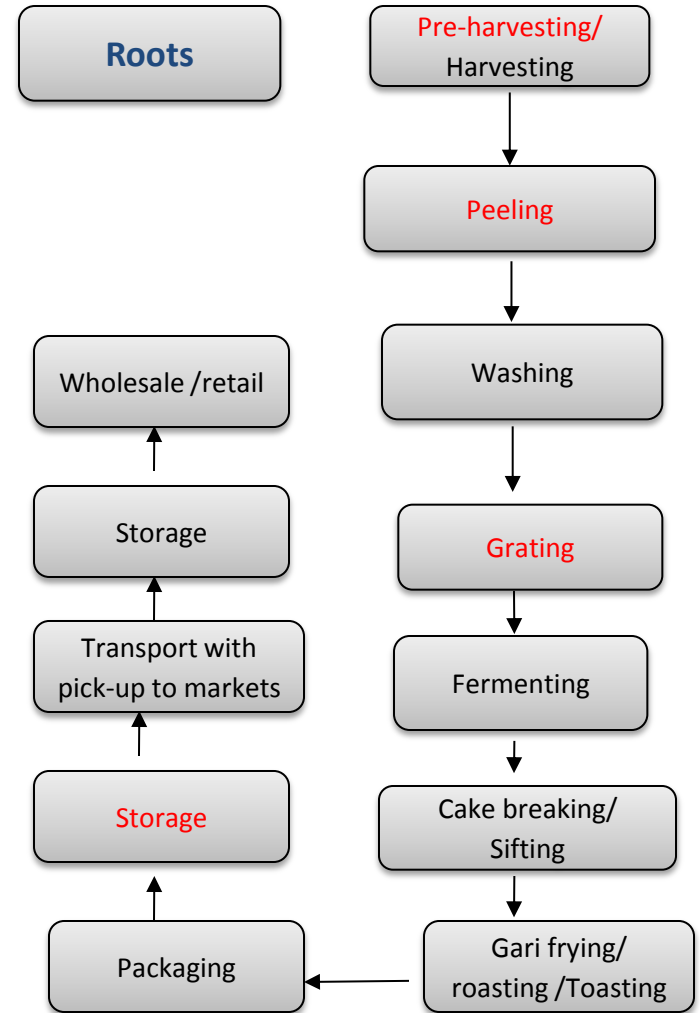 Roots
Pre-harvesting/
Harvesting
Peeling
Washing
Grating
Fermenting
Cake breaking/
Sifting
Gari frying/
roasting /Toasting
Packaging
Storage
Transport with
pick-up to markets
Storage
Wholesale /retail